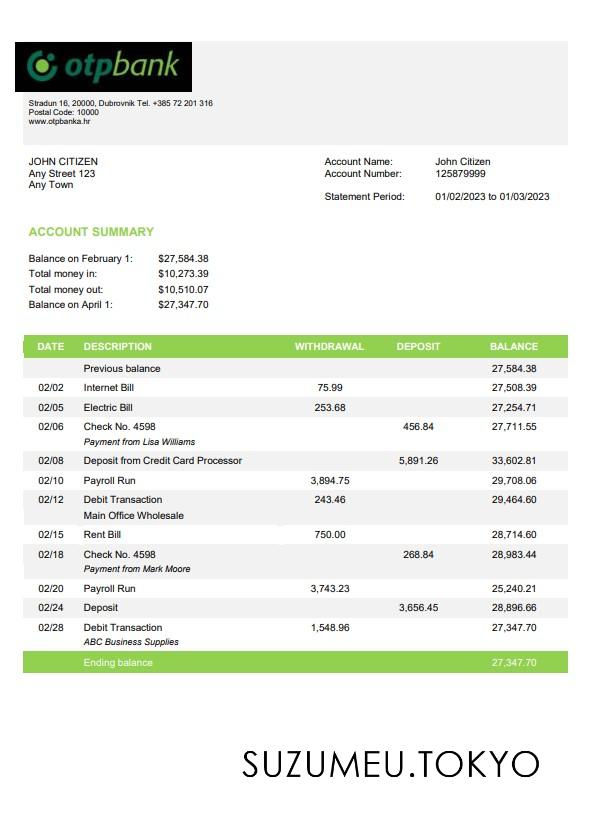 otpbank
Stradun 16, 20000, Dubrovnik Tel. +385 72 201 316
Postal Code: 10000
www.otpbanka.hr
JOHN CITIZEN
Any Street 123
Any Town
Account Name: John Citizen
Account Number: 125879999
Statement Period: 01/02/2023 to 01/03/2023
ACCOUNT SUMMARY
Balance on February 1: $27,584.38
Total money in: $10,273.39
Total money out: $10,510.07
Balance on April 1: $27,347.70
DATE DESCRIPTION WITHDRAWAL DEPOSIT BALANCE
Previous balance 27,584.38
02/02 Internet Bill 75.99 27,508.39
02/05 Electric Bill 253.68 27,254.71
02/06 Check No. 4598 456.84 27,711.55
Payment from Lisa Williams
02/08 Deposit from Credit Card Processor 5,891.26 33,602.81
02/10 Payroll Run 3,894.75 29,708.06
02/12 Debit Transaction 243.46 29,464.60
Main Office Wholesale
02/15 Rent Bill 750.00 28,714.60
02/18 Check No. 4598 268.84 28,983.44
Payment from Mark Moore
02/20 Payroll Run 3,743.23 25,240.21
02/24 Deposit 3,656.45 28,896.66
02/28 Debit Transaction 1,548.96 27,347.70
ABC Business Supplies
Ending balance 27,347.70
SUZUMEU.TOKYO